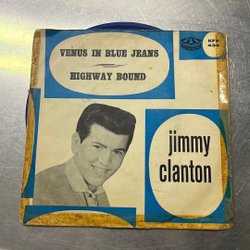 VENUS IN BLUE JEANS
HIGHWAY BOUND
jimmy
clanton